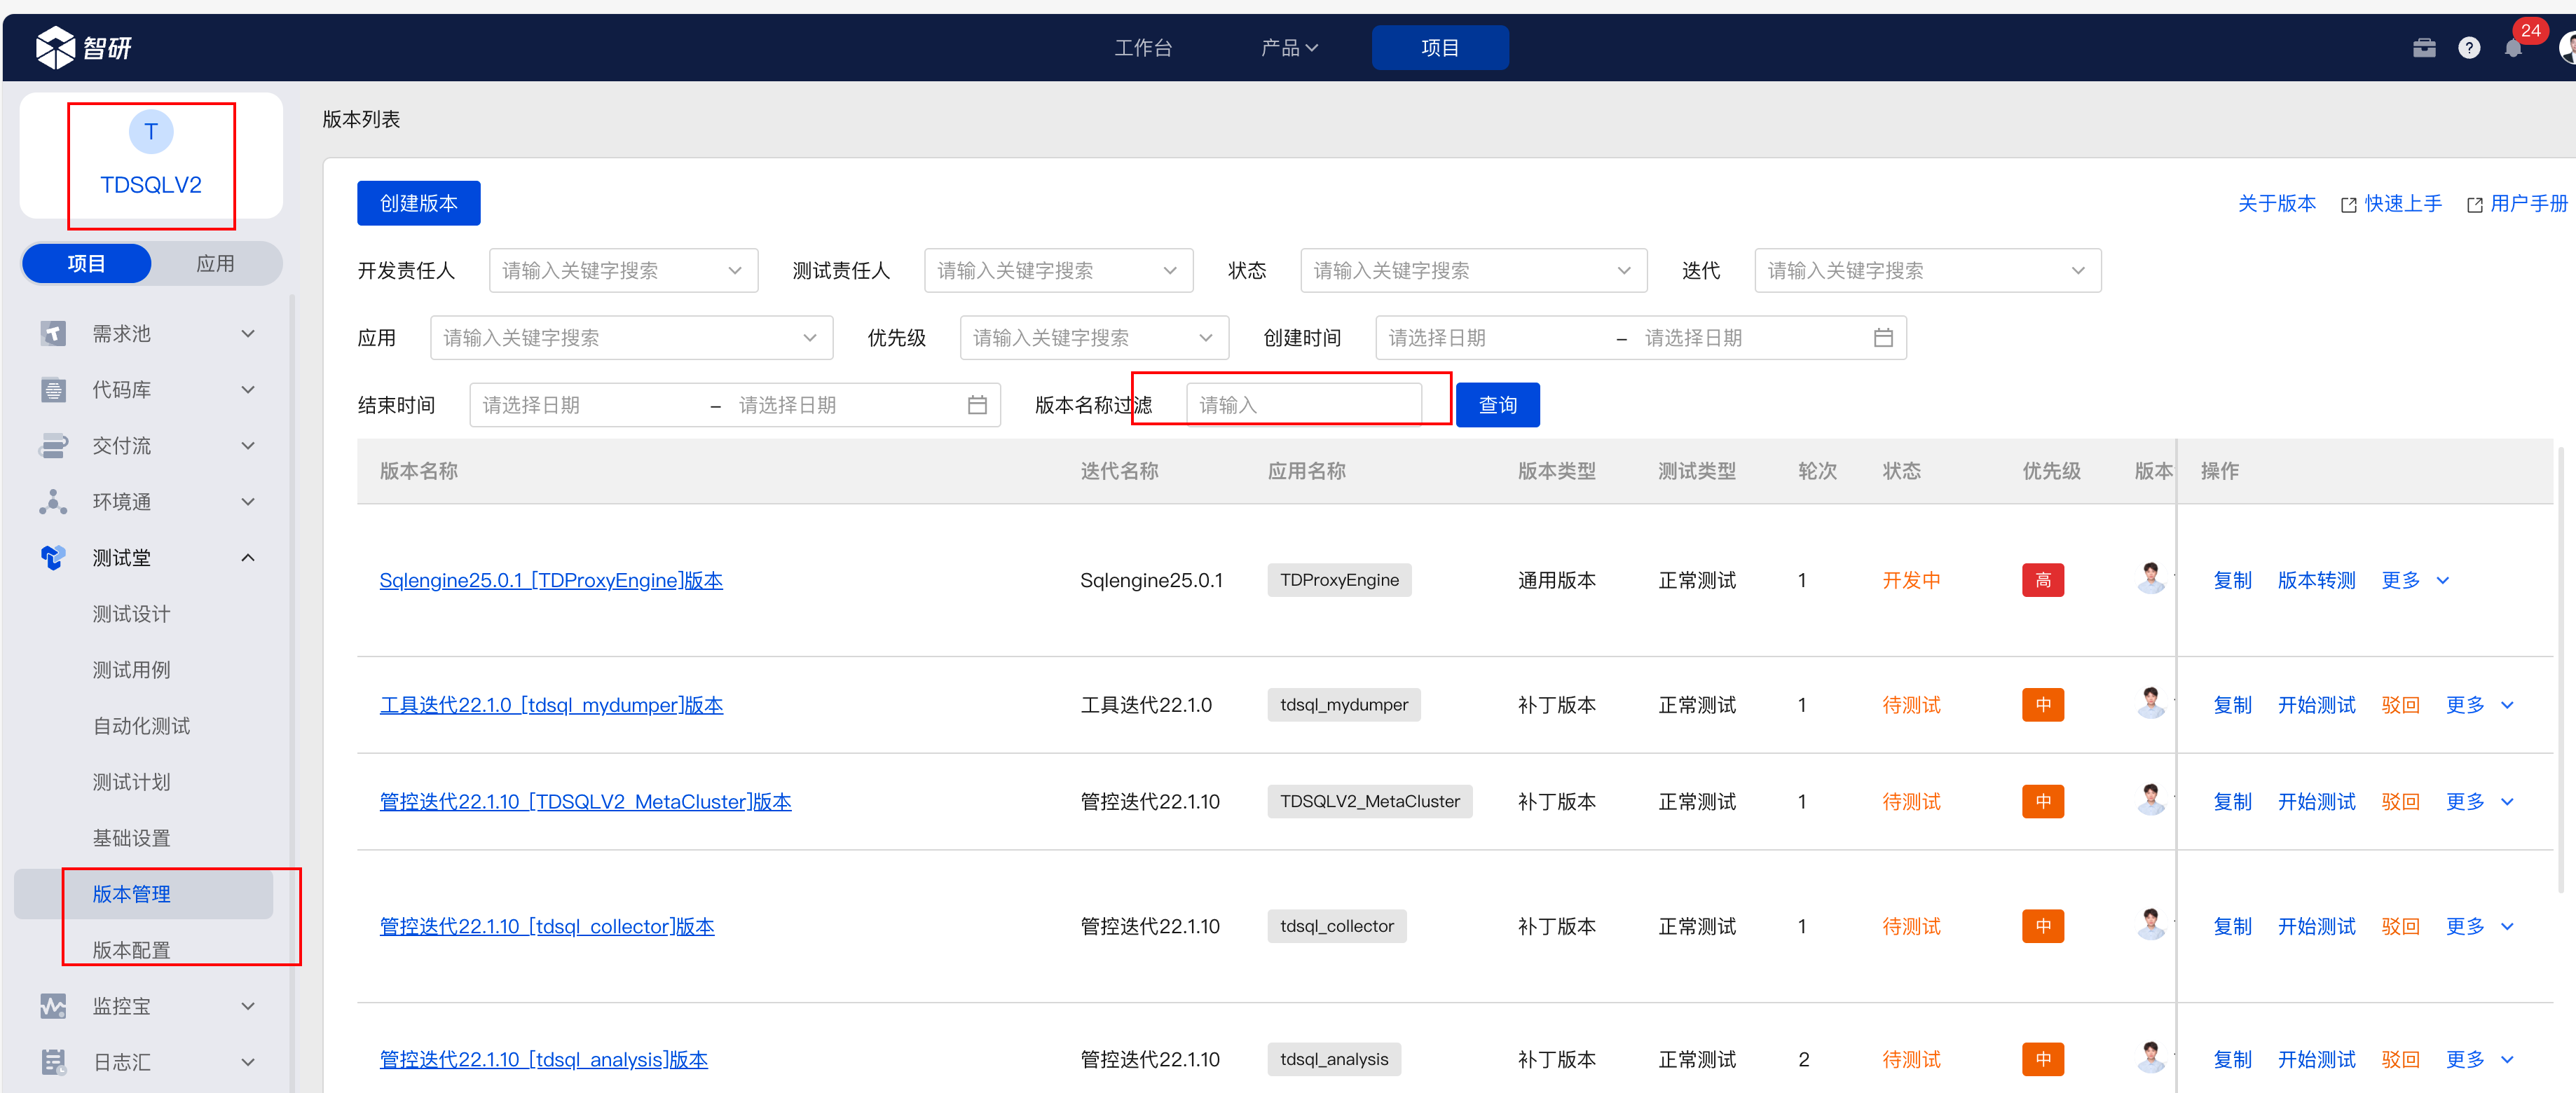 智研
工作台
产品
项目
?
24
T
TDSQLV2
项目
应用
需求池
代码库
交付流
环境通
测试堂
测试设计
测试用例
自动化测试
测试计划
基础设置
版本管理
版本配置
监控宝
日志汇
版本列表
创建版本
关于版本 快速上手 用户手册
开发责任人 请输入关键字搜索 测试责任人 请输入关键字搜索 状态 请输入关键字搜索 迭代 请输入关键字搜索
应用 请输入关键字搜索 优先级 请输入关键字搜索 创建时间 请选择日期 – 请选择日期
结束时间 请选择日期 – 请选择日期 版本名称过滤 请输入 查询
版本名称 迭代名称 应用名称 版本类型 测试类型 轮次 状态 优先级 版本 操作
Sqlengine25.0.1_[TDProxyEngine]版本 Sqlengine25.0.1 TDProxyEngine 通用版本 正常测试 1 开发中 高 复制 版本转测 更多
工具迭代22.1.0_[tdsql_mydumper]版本 工具迭代22.1.0 tdsql_mydumper 补丁版本 正常测试 1 待测试 中 复制 开始测试 驳回 更多
管控迭代22.1.10_[TDSQLV2_MetaCluster]版本 管控迭代22.1.10 TDSQLV2_MetaCluster 补丁版本 正常测试 1 待测试 中 复制 开始测试 驳回 更多
管控迭代22.1.10_[tdsql_collector]版本 管控迭代22.1.10 tdsql_collector 补丁版本 正常测试 1 待测试 中 复制 开始测试 驳回 更多
管控迭代22.1.10_[tdsql_analysis]版本 管控迭代22.1.10 tdsql_analysis 补丁版本 正常测试 2 待测试 中 复制 开始测试 驳回 更多